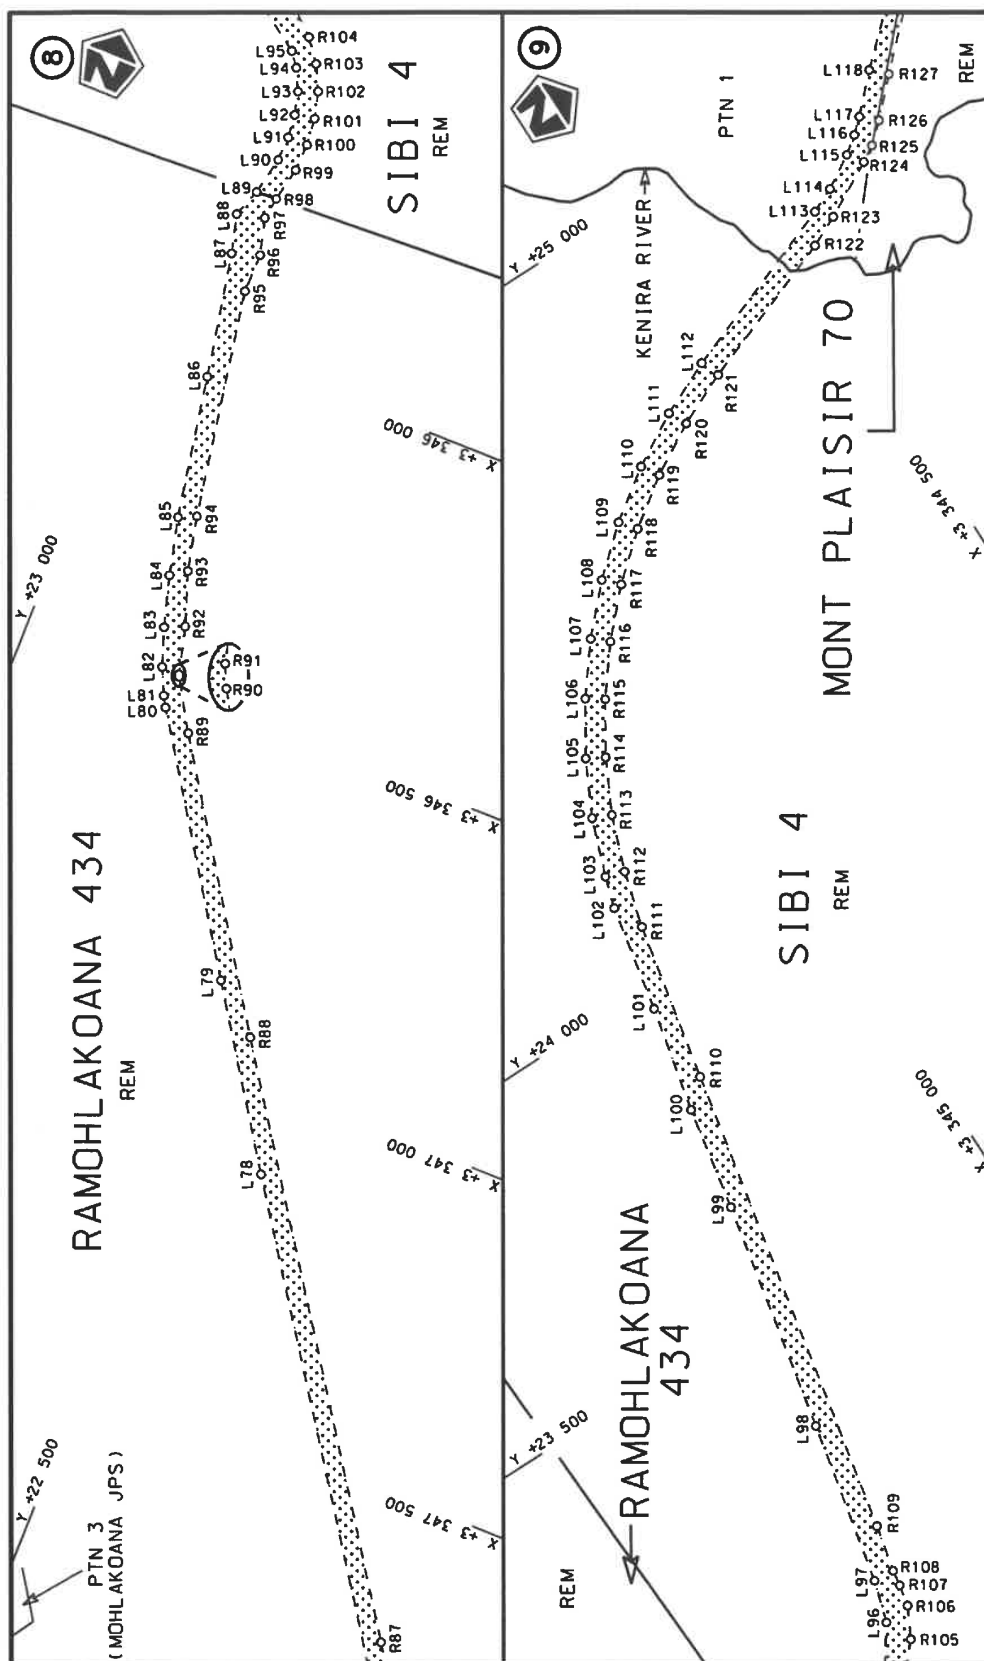 8
L95
L94
L93
L92
L91
L90
L89
L88
L87
L86
L85
L84
L83
L82
L81
L80
L79
L78
R104
R103
R102
R101
R100
R99
R98
R97
R96
R95
R94
R93
R92
R91
R90
R89
R88
R87
SIBI 4
REM
RAMOHLAKOANA 434
REM
PTN 3
(MOHLAKOANA JPS)
Y +23 000
Y +22 500
X +3 346 000
X +3 346 500
X +3 347 000
X +3 347 500
9
PTN 1
REM
KENIRA RIVER
MONT PLAISIR 70
SIBI 4
REM
RAMOHLAKOANA
434
REM
L118
L117
L116
L115
L114
L113
L112
L111
L110
L109
L108
L107
L106
L105
L104
L103
L102
L101
L100
L99
L98
L97
L96
R127
R126
R125
R124
R123
R122
R121
R120
R119
R118
R117
R116
R115
R114
R113
R112
R111
R110
R109
R108
R107
R106
R105
Y +25 000
Y +24 000
Y +23 500
X +3 344 500
X +3 345 000